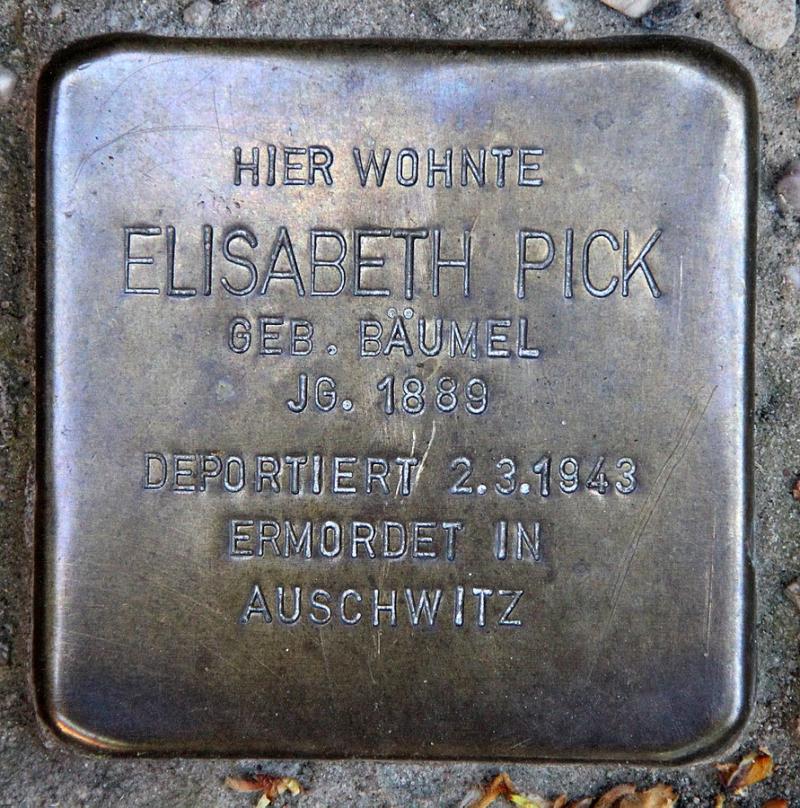 HIER WOHNTE
ELISABETH PICK
GEB. BÄUMEL
JG. 1889
DEPORTIERT 2.3.1943
ERMORDET IN
AUSCHWITZ